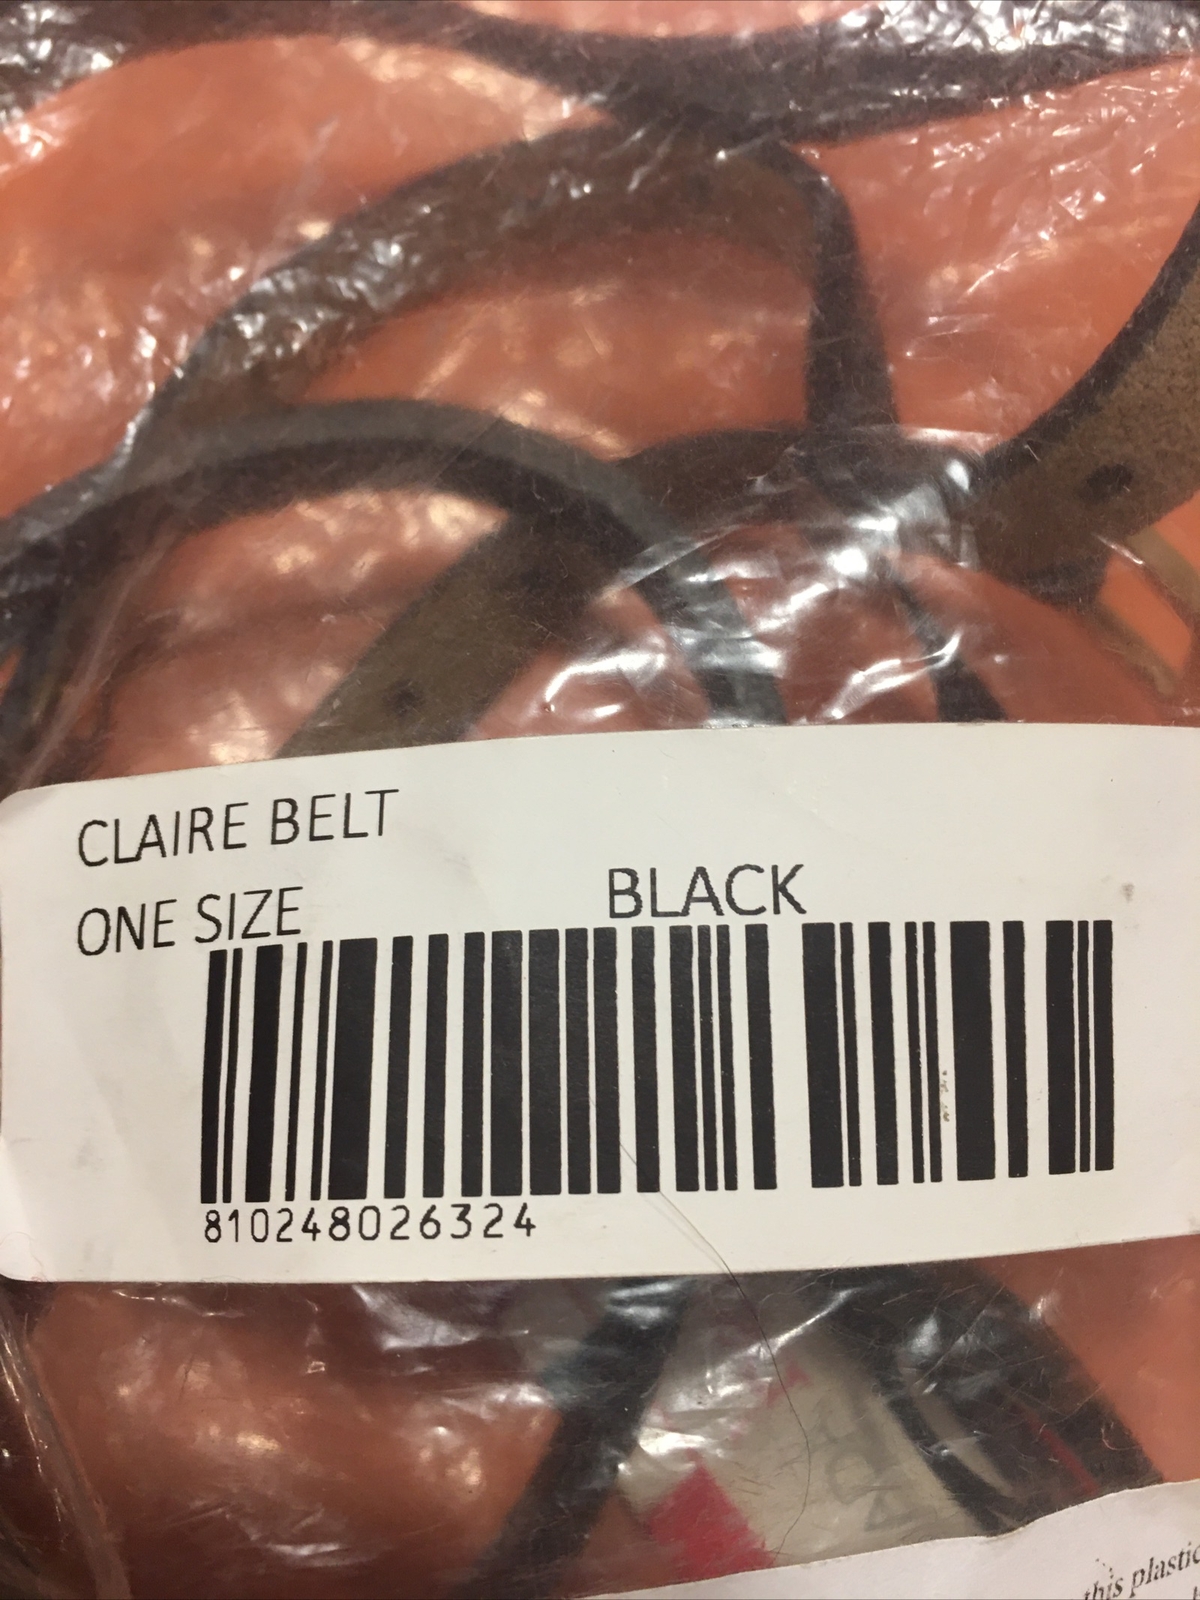 CLAIRE BELT
ONE SIZE
BLACK
810248026324
this plastic